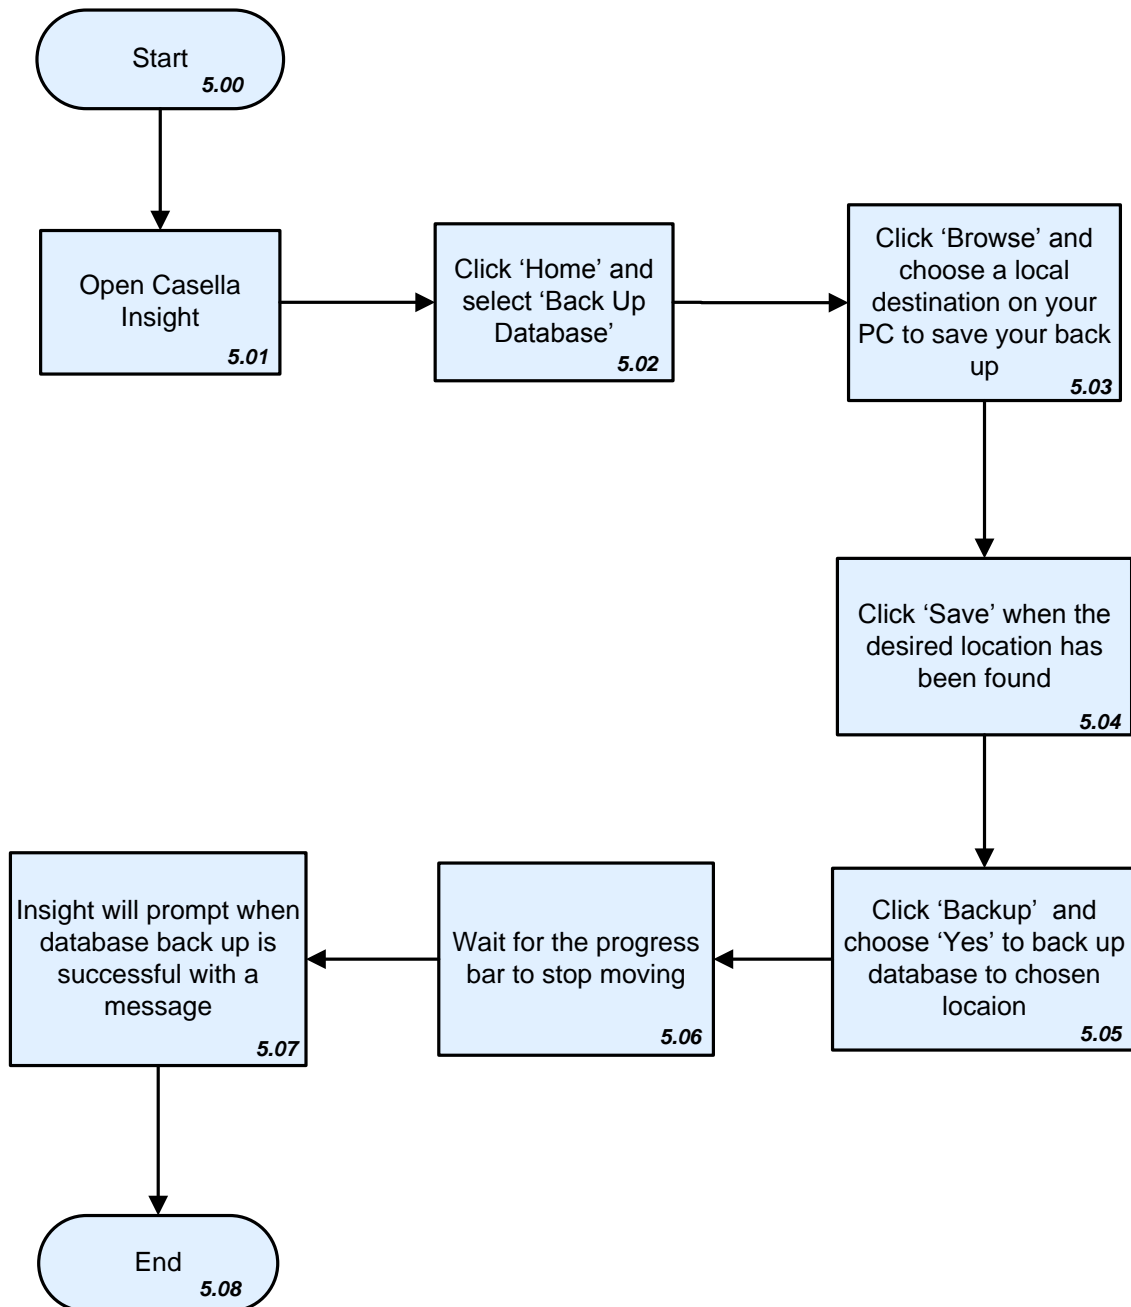 Start
5.00
Open Casella
Insight
5.01
Click ‘Home’ and
select ‘Back Up
Database’
5.02
Click ‘Browse’ and
choose a local
destination on your
PC to save your back
up
5.03
Click ‘Save’ when the
desired location has
been found
5.04
Click ‘Backup’  and
choose ‘Yes’ to back up
database to chosen
locaion
5.05
Wait for the progress
bar to stop moving
5.06
Insight will prompt when
database back up is
successful with a
message
5.07
End
5.08